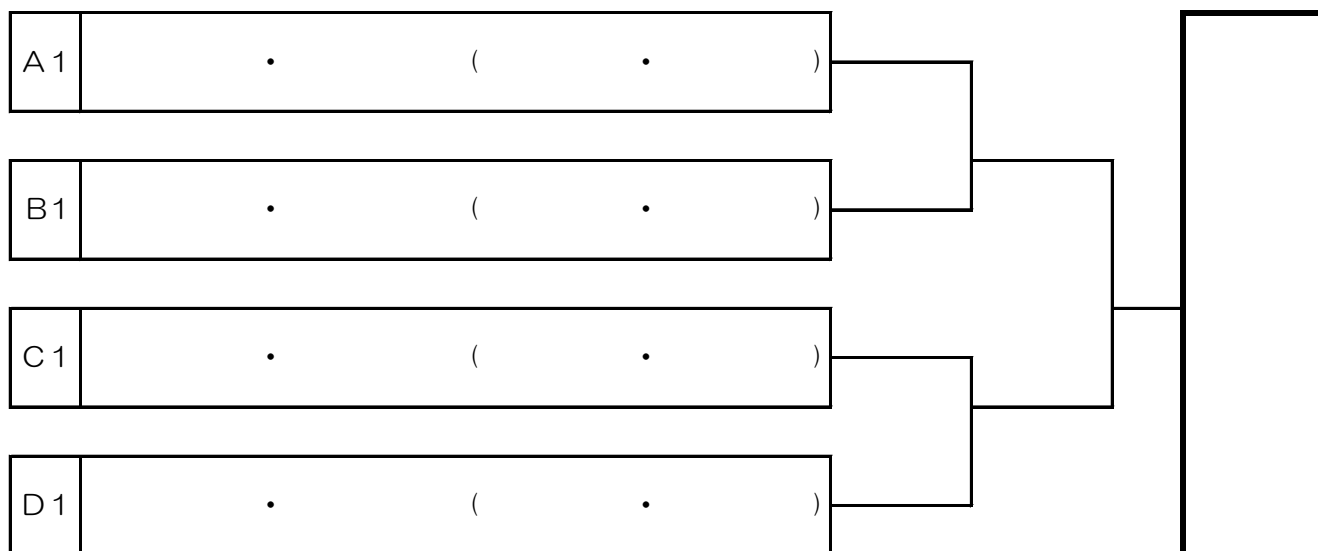 A1 ・ ( ・ )
B1 ・ ( ・ )
C1 ・ ( ・ )
D1 ・ ( ・ )